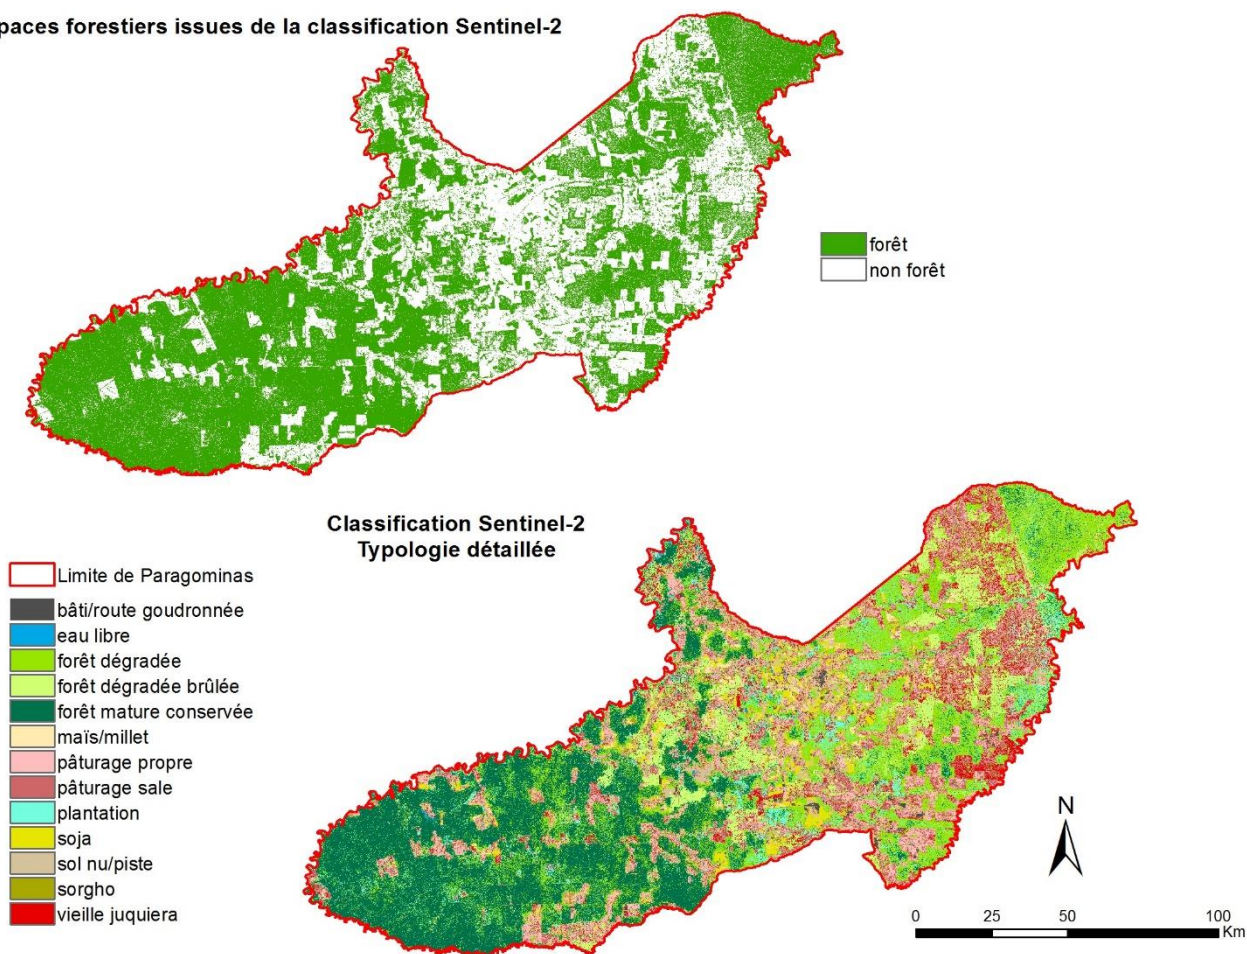 paces forestiers issues de la classification Sentinel-2
forêt
non forêt
Classification Sentinel-2
Typologie détaillée
Limite de Paragominas
bâti/route goudronnée
eau libre
forêt dégradée
forêt dégradée brûlée
forêt mature conservée
maïs/millet
pâturage propre
pâturage sale
plantation
soja
sol nu/piste
sorgho
vieille juquiera
N
0 25 50 100
Km